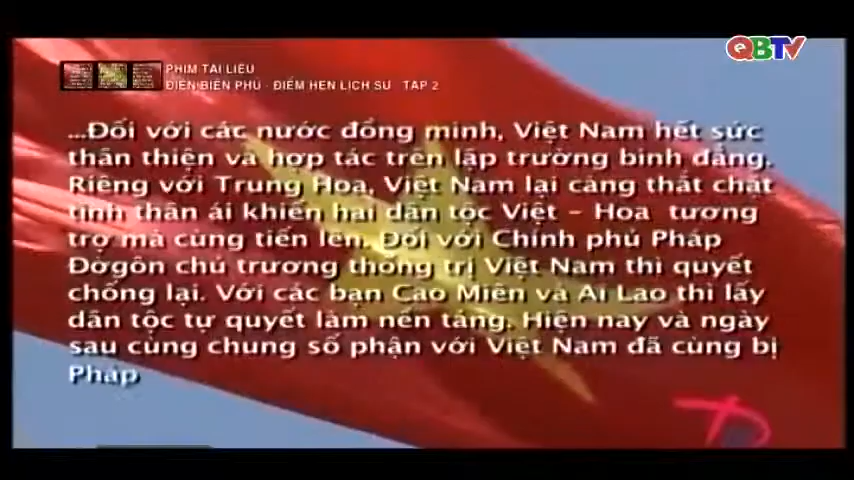 QBTV
PHIM TÀI LIỆU
ĐIỆN BIÊN PHỦ - ĐIỂM HẸN LỊCH SỬ TẬP 2
...Đối với các nước đồng minh, Việt Nam hết sức
thân thiện và hợp tác trên lập trường bình đẳng.
Riêng với Trung Hoa, Việt Nam lại càng thắt chặt
tình thân ái khiến hai dân tộc Việt – Hoa tương
trợ mà cùng tiến lên. Đối với Chính phủ Pháp
Đờgôn chủ trương thống trị Việt Nam thì quyết
chống lại. Với các bạn Cao Miên và Ai Lao thì lấy
dân tộc tự quyết làm nền tảng. Hiện nay và ngày
sau cùng chung số phận với Việt Nam đã cùng bị
Pháp